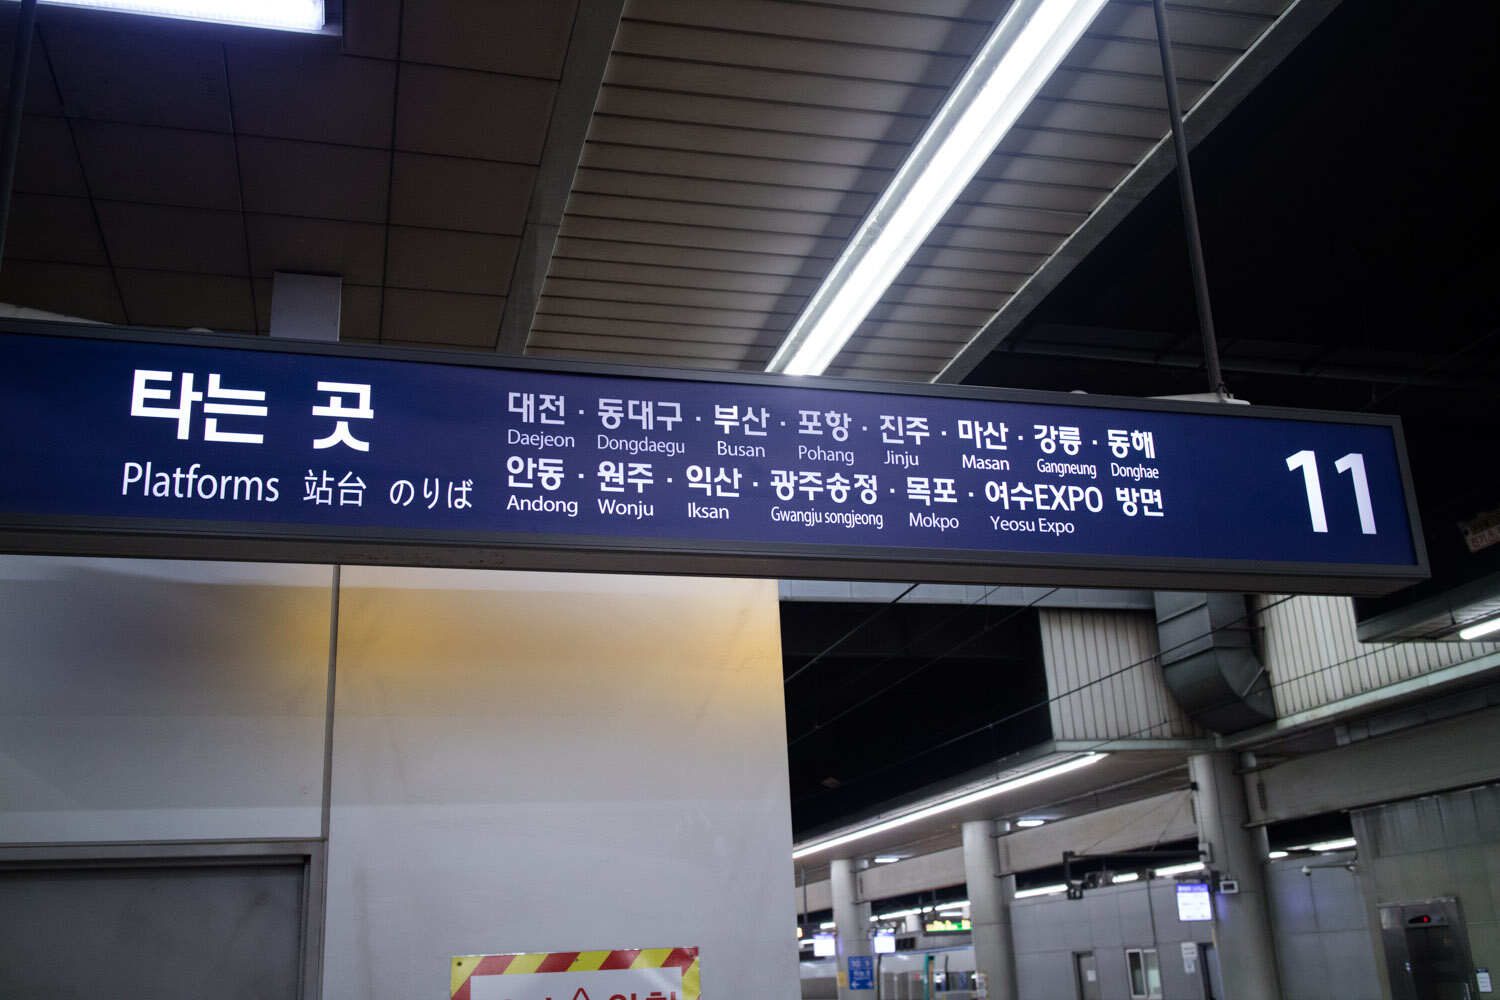 타는 곳
Platforms 站台 のりば
대전 · 동대구 · 부산 · 포항 · 진주 · 마산 · 강릉 · 동해
Daejeon Dongdaegu Busan Pohang Jinju Masan Gangneung Donghae
안동 · 원주 · 익산 · 광주송정 · 목포 · 여수EXPO 방면
Andong Wonju Iksan Gwangju songjeong Mokpo Yeosu Expo
11